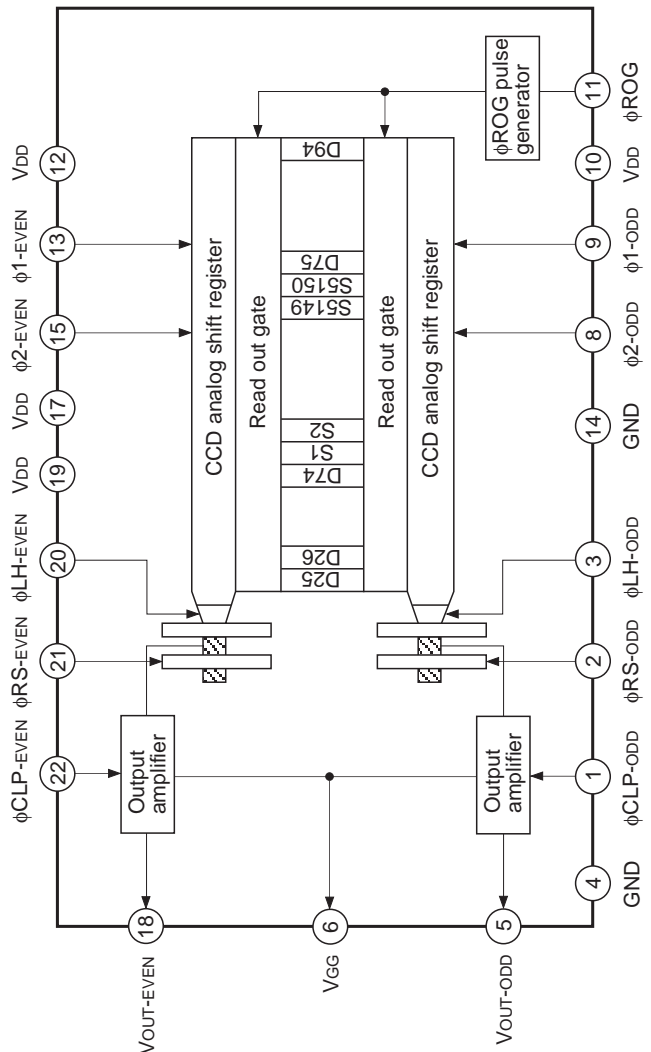 VOUT-EVEN
18
VGG
6
VOUT-ODD
5
φCLP-EVEN
22
φRS-EVEN
21
φLH-EVEN
20
VDD
19
VDD
17
φ2-EVEN
15
φ1-EVEN
13
VDD
12
Output
amplifier
Output
amplifier
CCD analog shift register
Read out gate
D25
D26
D74
S1
S2
S5149
S5150
D75
D94
Read out gate
CCD analog shift register
φROG pulse
generator
4
GND
1
φCLP-ODD
2
φRS-ODD
3
φLH-ODD
14
GND
8
φ2-ODD
9
φ1-ODD
10
VDD
11
φROG